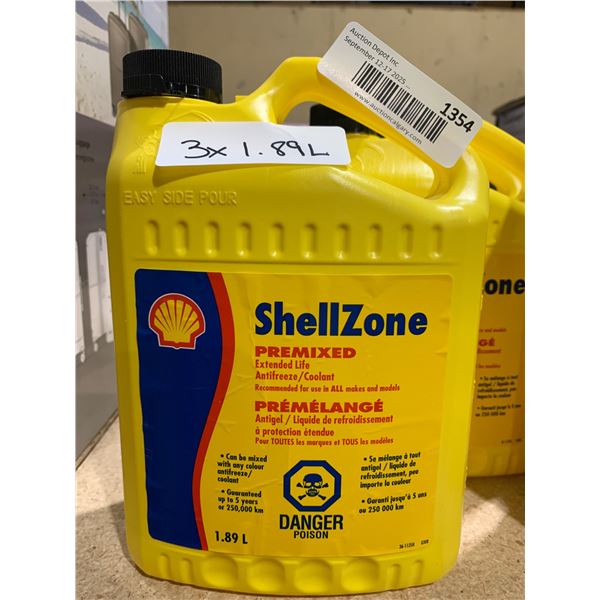 Auction Depot Inc
September 12-17 2025...
1354
www.auctioncalgary.com
3x 1.89L
EASY SIDE POUR
ShellZone
PREMIXED
Extended Life
Antifreeze/Coolant
Recommended for use in ALL makes and models
PRÉMÉLANGÉ
Antigel / Liquide de refroidissement
à protection étendue
Pour TOUTES les marques et TOUS les modèles
• Can be mixed
with any colour
antifreeze/
coolant
• Guaranteed
up to 5 years
or 250,000 km
• Se mélange à tout
antigel / liquide de
refroidissement, peu
importe la couleur
• Garanti jusqu'à 5 ans
ou 250 000 km
DANGER
POISON
1.89 L
Zone